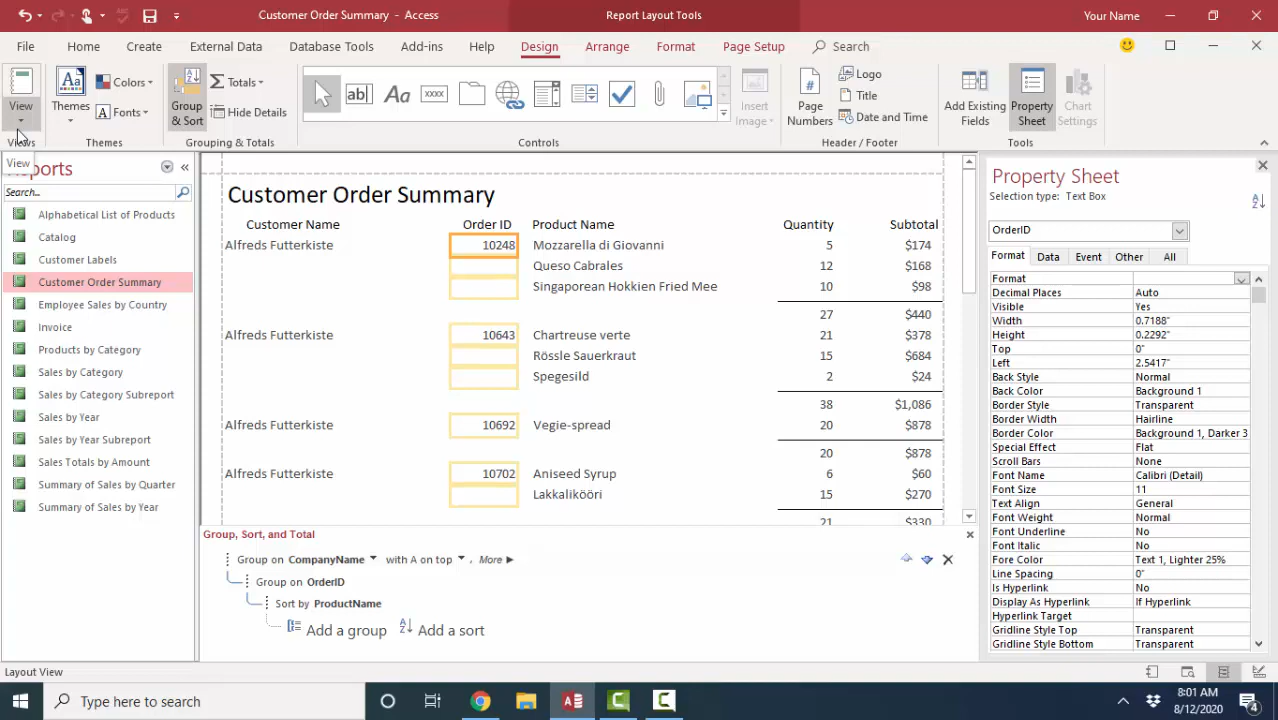 Customer Order Summary - Access
Report Layout Tools
Your Name
File Home Create External Data Database Tools Add-ins Help Design Arrange Format Page Setup Search
View
Themes
Colors
Fonts
Group & Sort
Totals
Hide Details
ab|
Aa
xxxx
Insert Image
Page Numbers
Logo
Title
Date and Time
Add Existing Fields
Property Sheet
Chart Settings
Views Themes Grouping & Totals Controls Header / Footer Tools
View
Reports
Search...
Alphabetical List of Products
Catalog
Customer Labels
Customer Order Summary
Employee Sales by Country
Invoice
Products by Category
Sales by Category
Sales by Category Subreport
Sales by Year
Sales by Year Subreport
Sales Totals by Amount
Summary of Sales by Quarter
Summary of Sales by Year
Customer Order Summary
Customer Name Order ID Product Name Quantity Subtotal
Alfreds Futterkiste 10248 Mozzarella di Giovanni 5 $174
Queso Cabrales 12 $168
Singaporean Hokkien Fried Mee 10 $98
27 $440
Alfreds Futterkiste 10643 Chartreuse verte 21 $378
Rössle Sauerkraut 15 $684
Spegesild 2 $24
38 $1,086
Alfreds Futterkiste 10692 Vegie-spread 20 $878
20 $878
Alfreds Futterkiste 10702 Aniseed Syrup 6 $60
Lakkalikööri 15 $270
21 $330
Group, Sort, and Total
Group on CompanyName with A on top , More
Group on OrderID
Sort by ProductName
Add a group Add a sort
Property Sheet
Selection type: Text Box
OrderID
Format Data Event Other All
Format
Decimal Places Auto
Visible Yes
Width 0.7188"
Height 0.2292"
Top 0"
Left 2.5417"
Back Style Normal
Back Color Background 1
Border Style Transparent
Border Width Hairline
Border Color Background 1, Darker 3
Special Effect Flat
Scroll Bars None
Font Name Calibri (Detail)
Font Size 11
Text Align General
Font Weight Normal
Font Underline No
Font Italic No
Fore Color Text 1, Lighter 25%
Line Spacing 0"
Is Hyperlink No
Display As Hyperlink If Hyperlink
Hyperlink Target
Gridline Style Top Transparent
Gridline Style Bottom Transparent
Layout View
Type here to search
8:01 AM
8/12/2020
4